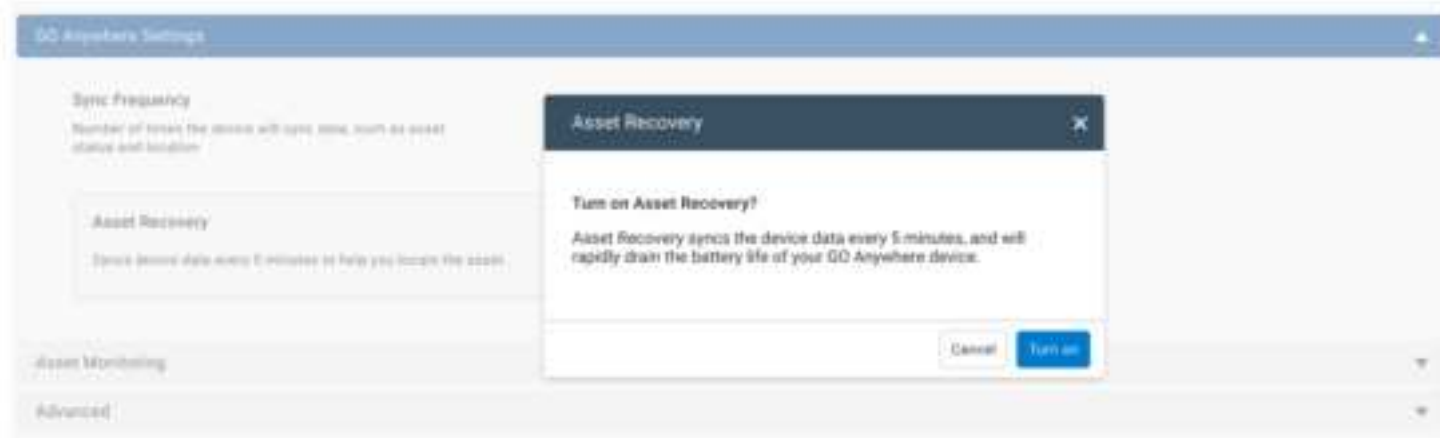 GO Anywhere Settings
Sync Frequency
Number of times the device will sync data, such as asset
status and location
Asset Recovery
Syncs device data every 5 minutes to help you locate the asset.
Asset Monitoring
Advanced
Asset Recovery
Turn on Asset Recovery?
Asset Recovery syncs the device data every 5 minutes, and will
rapidly drain the battery life of your GO Anywhere device.
Cancel
Turn on